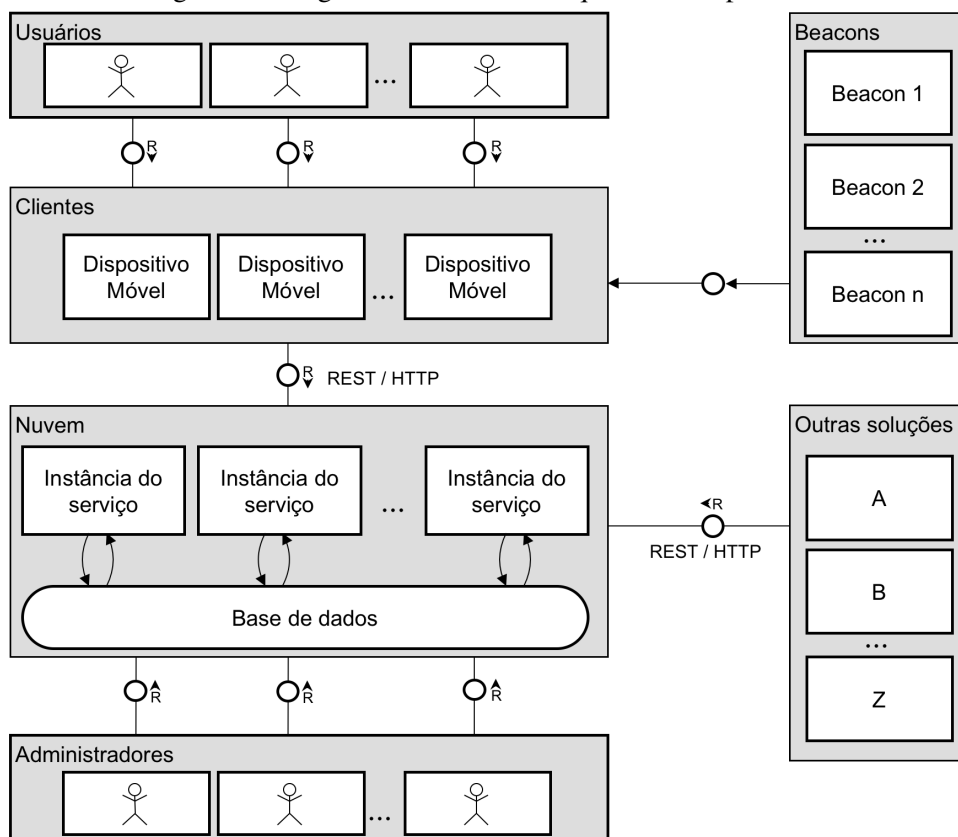 Usuários
...
R
R
R
Clientes
Dispositivo
Móvel
Dispositivo
Móvel
...
Dispositivo
Móvel
R
REST / HTTP
Nuvem
Instância do
serviço
Instância do
serviço
...
Instância do
serviço
Base de dados
R
R
R
Administradores
...
Beacons
Beacon 1
Beacon 2
...
Beacon n
Outras soluções
R
REST / HTTP
A
B
...
Z